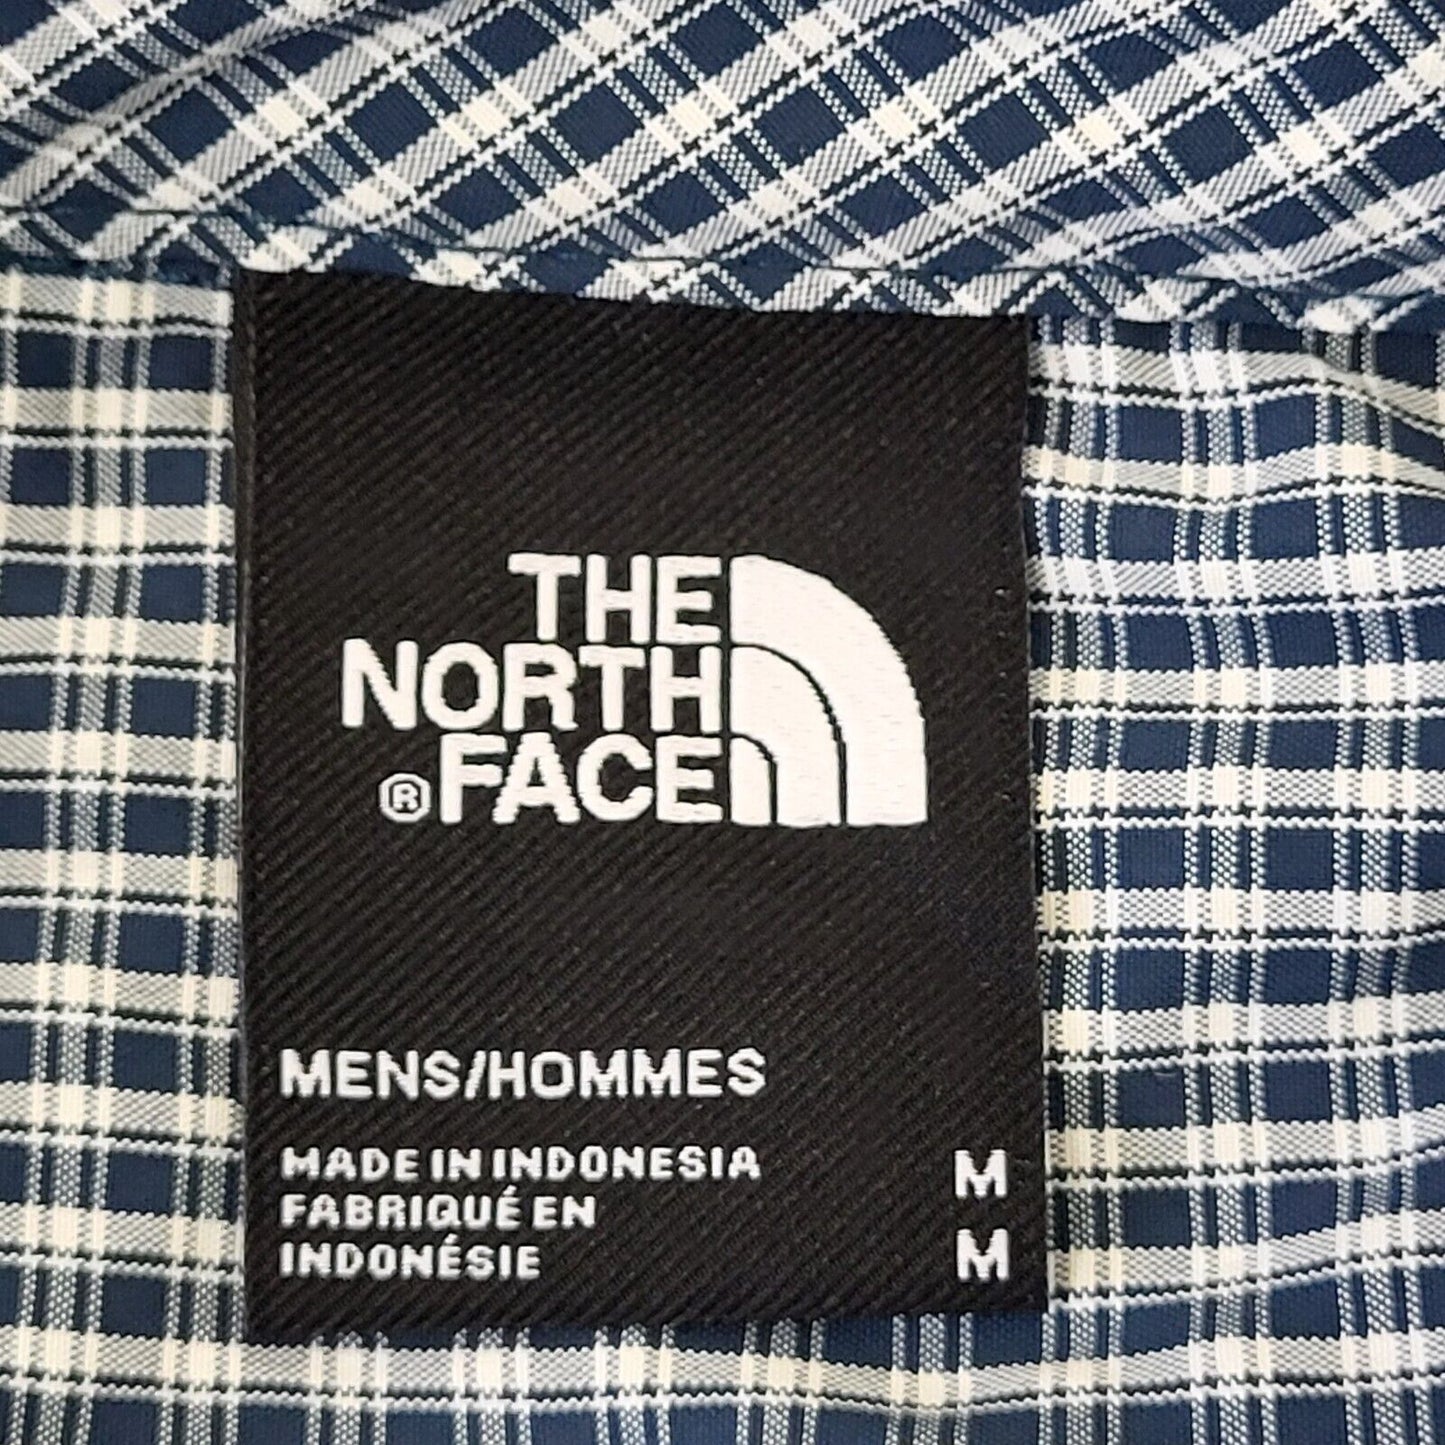 THE
NORTH
®FACE
MENS/HOMMES
MADE IN INDONESIA M
FABRIQUÉ EN
INDONÉSIE M